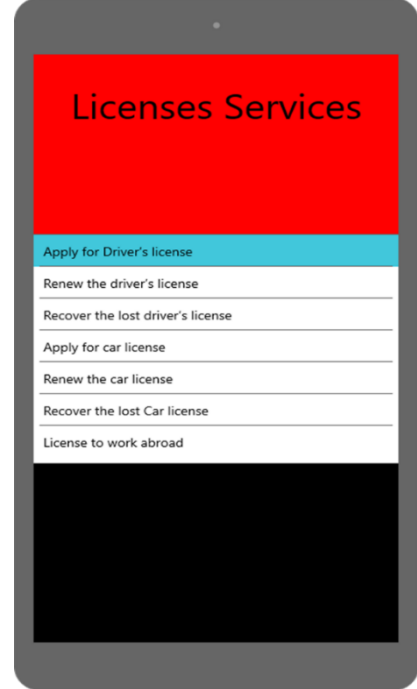 Licenses Services
Apply for Driver's license
Renew the driver's license
Recover the lost driver's license
Apply for car license
Renew the car license
Recover the lost Car license
License to work abroad